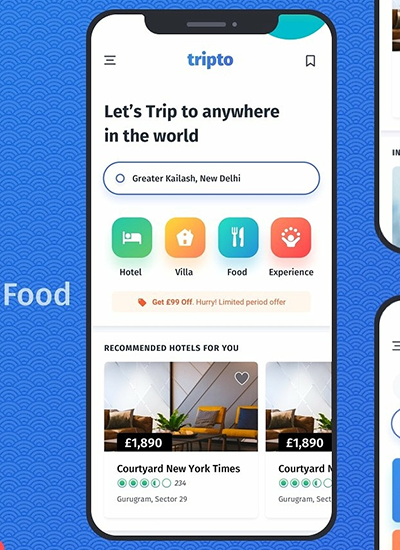 tripto
Let's Trip to anywhere
in the world
Greater Kailash, New Delhi
Hotel
Villa
Food
Experience
Get £99 Off. Hurry! Limited period offer
RECOMMENDED HOTELS FOR YOU
£1,890
£1,890
Courtyard New York Times
Courtyard N
234
Gurugram, Sector 29
Gurugram, Sect
Food
IN